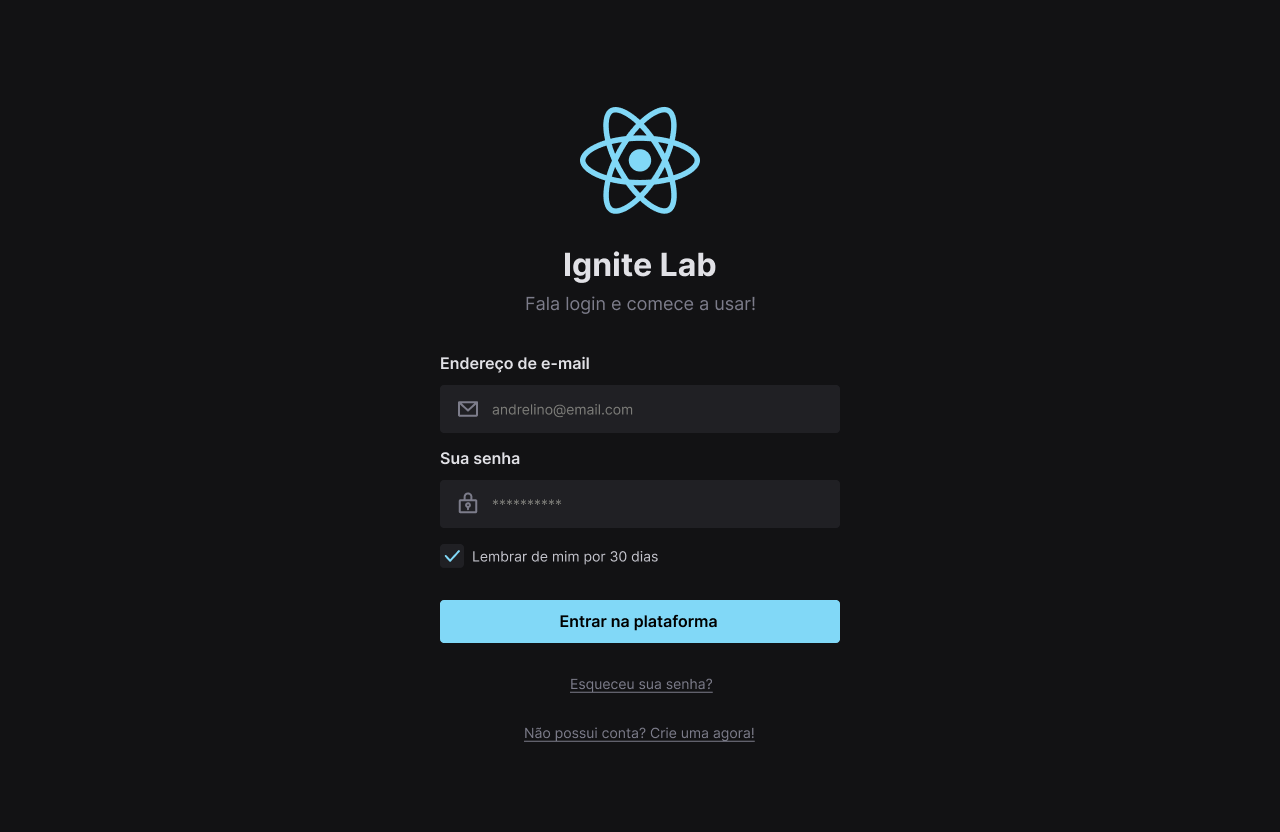 Ignite Lab
Fala login e comece a usar!
Endereço de e-mail
andrelino@email.com
Sua senha
**********
Lembrar de mim por 30 dias
Entrar na plataforma
Esqueceu sua senha?
Não possui conta? Crie uma agora!